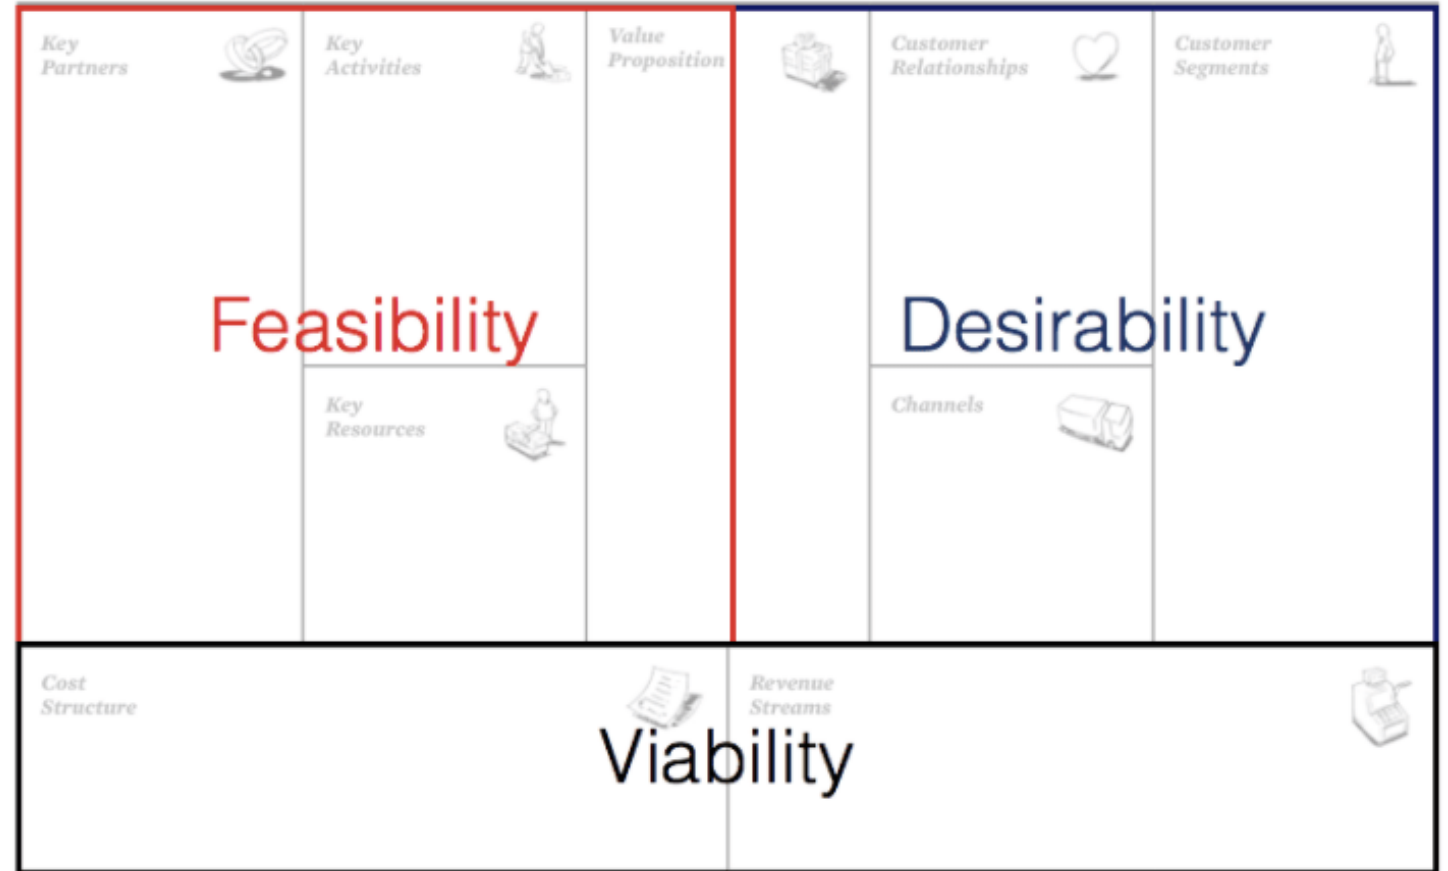 Key
Partners
Key
Activities
Value
Proposition
Customer
Relationships
Customer
Segments
Feasibility
Desirability
Key
Resources
Channels
Cost
Structure
Revenue
Streams
Viability